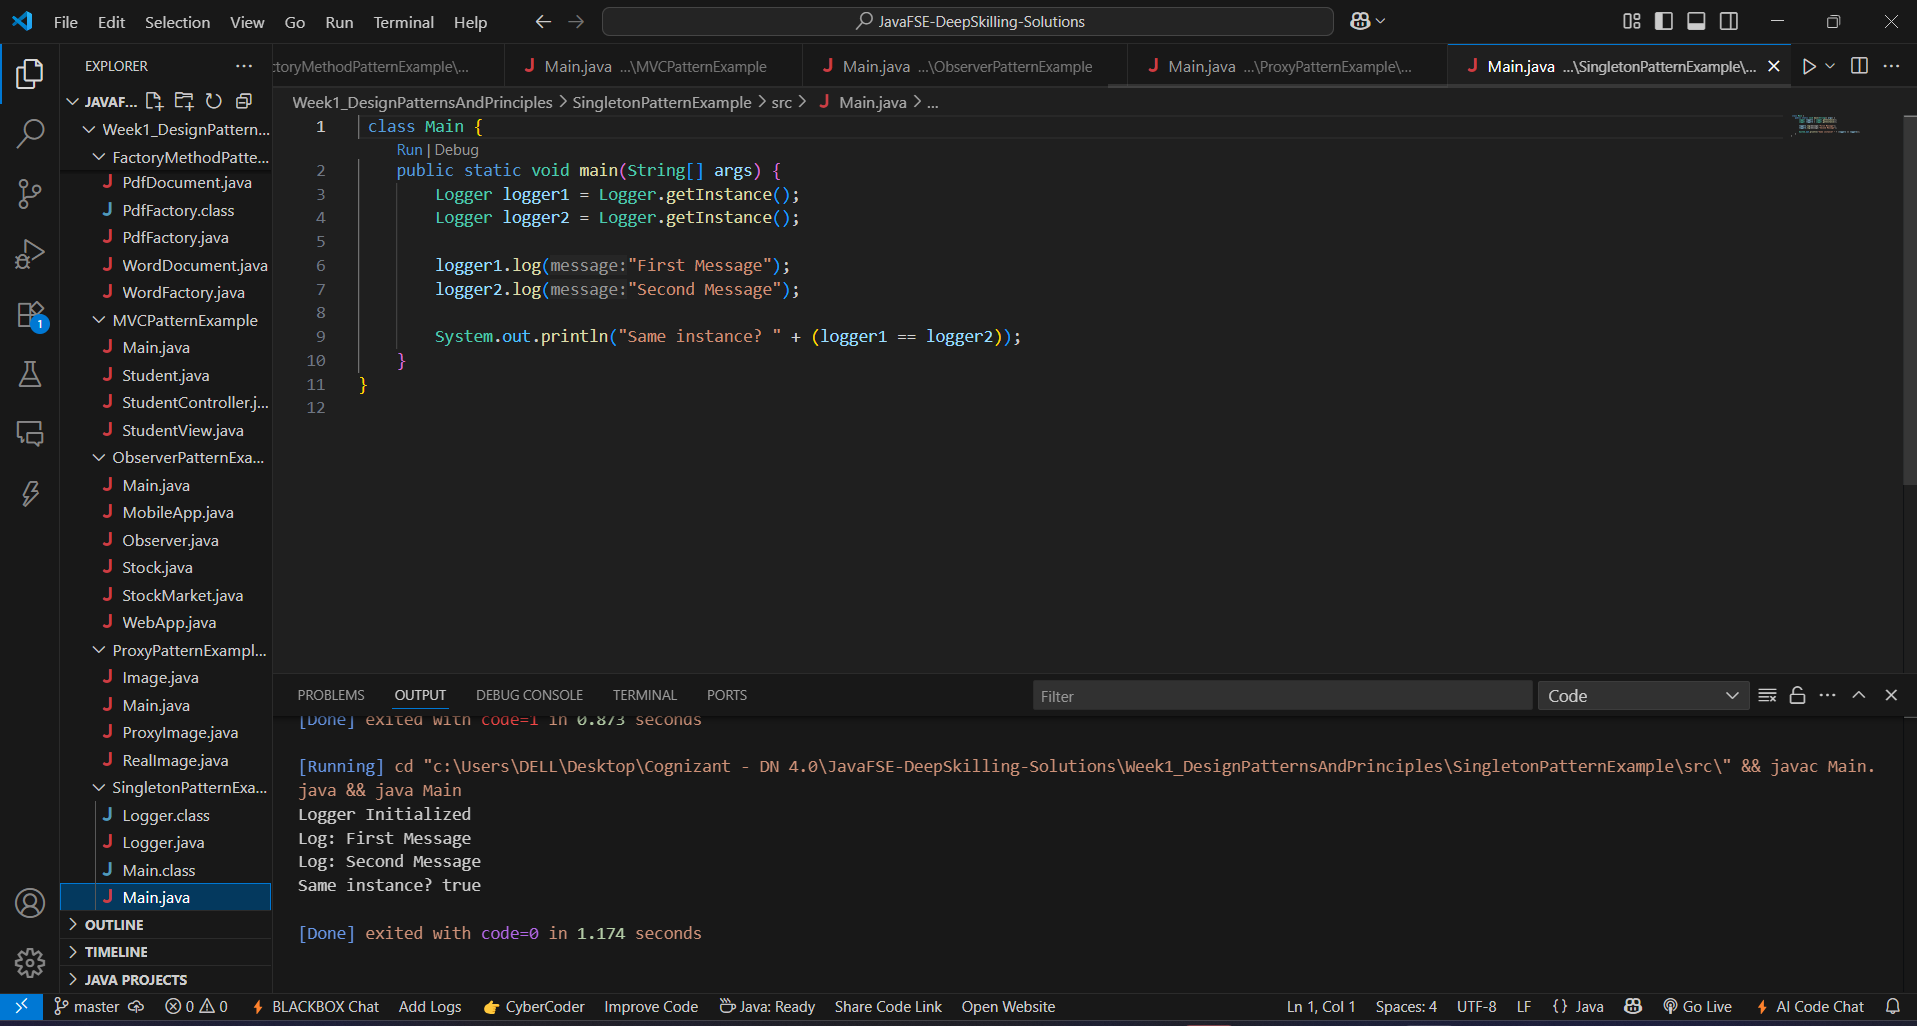 File Edit Selection View Go Run Terminal Help
JavaFSE-DeepSkilling-Solutions
EXPLORER
...ctoryMethodPatternExample\...
Main.java ...\MVCPatternExample
Main.java ...\ObserverPatternExample
Main.java ...\ProxyPatternExample\...
Main.java ...\SingletonPatternExample\...
JAVAF...
Week1_DesignPatternsAndPrinciples > SingletonPatternExample > src > Main.java > ...
Week1_DesignPattern...
FactoryMethodPatte...
PdfDocument.java
PdfFactory.class
PdfFactory.java
WordDocument.java
WordFactory.java
MVCPatternExample
Main.java
Student.java
StudentController.j...
StudentView.java
ObserverPatternExa...
Main.java
MobileApp.java
Observer.java
Stock.java
StockMarket.java
WebApp.java
ProxyPatternExampl...
Image.java
Main.java
ProxyImage.java
RealImage.java
SingletonPatternExa...
Logger.class
Logger.java
Main.class
Main.java
OUTLINE
TIMELINE
JAVA PROJECTS
1
1 class Main {
Run | Debug
2 public static void main(String[] args) {
3 Logger logger1 = Logger.getInstance();
4 Logger logger2 = Logger.getInstance();
5
6 logger1.log(message:"First Message");
7 logger2.log(message:"Second Message");
8
9 System.out.println("Same instance? " + (logger1 == logger2));
10 }
11 }
12
PROBLEMS OUTPUT DEBUG CONSOLE TERMINAL PORTS
Filter
Code
[Done] exited with code=1 in 0.873 seconds
[Running] cd "c:\Users\DELL\Desktop\Cognizant - DN 4.0\JavaFSE-DeepSkilling-Solutions\Week1_DesignPatternsAndPrinciples\SingletonPatternExample\src\" && javac Main.
java && java Main
Logger Initialized
Log: First Message
Log: Second Message
Same instance? true
[Done] exited with code=0 in 1.174 seconds
master 0 0 BLACKBOX Chat Add Logs CyberCoder Improve Code Java: Ready Share Code Link Open Website Ln 1, Col 1 Spaces: 4 UTF-8 LF {} Java Go Live AI Code Chat